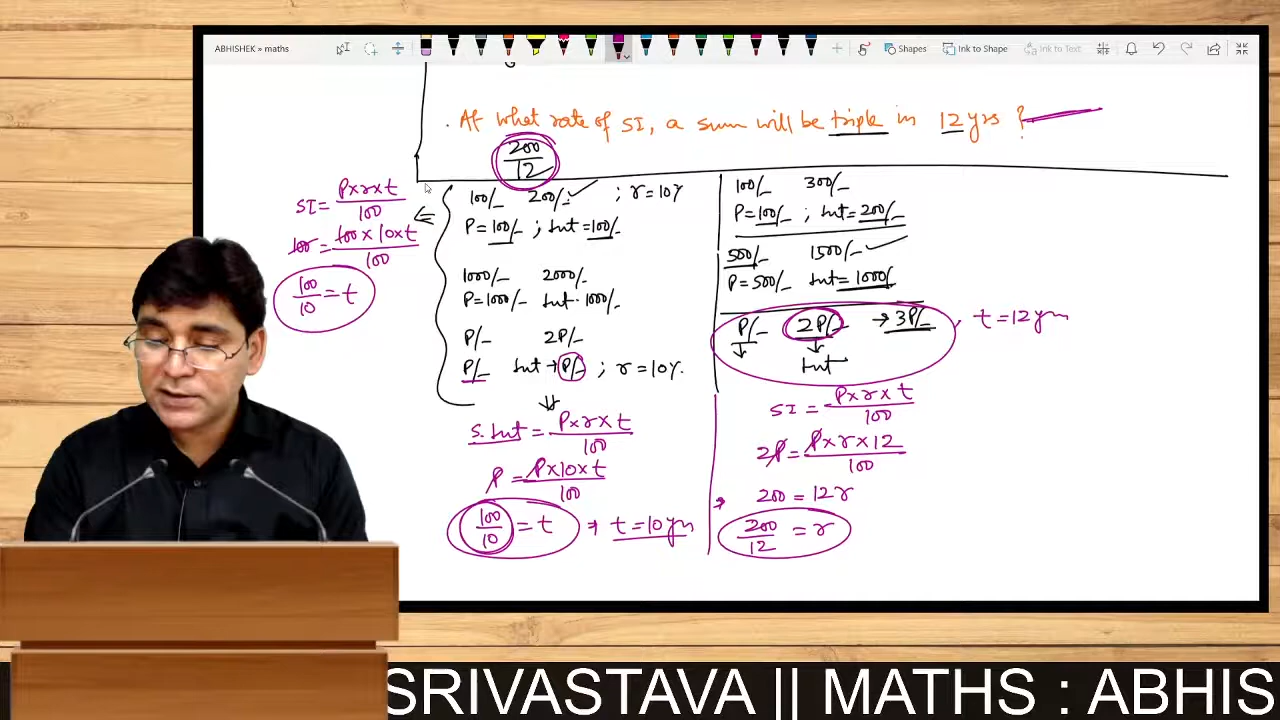 ABHISHEK » maths
Shapes
Ink to Shape
Ink to Text
At what rate of SI, a sum will be triple in 12 yrs ?
200/12
SI = P×r×t/100
100 = 100×10×t/100
100/10 = t
100/- 200/- ; r=10%
P=100/- ; Int=100/-
1000/- 2000/-
P=1000/- Int-1000/-
P/- 2P/-
P/- Int→P/- ; r=10%.
S.Int = P×r×t/100
P = P×10×t/100
100/10 = t ⇒ t=10yrs
100/- 300/-
P=100/- ; Int=200/-
500/- 1500/-
P=500/- Int=1000/-
P/- 2P/- → 3P/- , t=12yrs
Int
SI = P×r×t/100
2P = P×r×12/100
200 = 12r
200/12 = r
SRIVASTAVA || MATHS : ABHIS